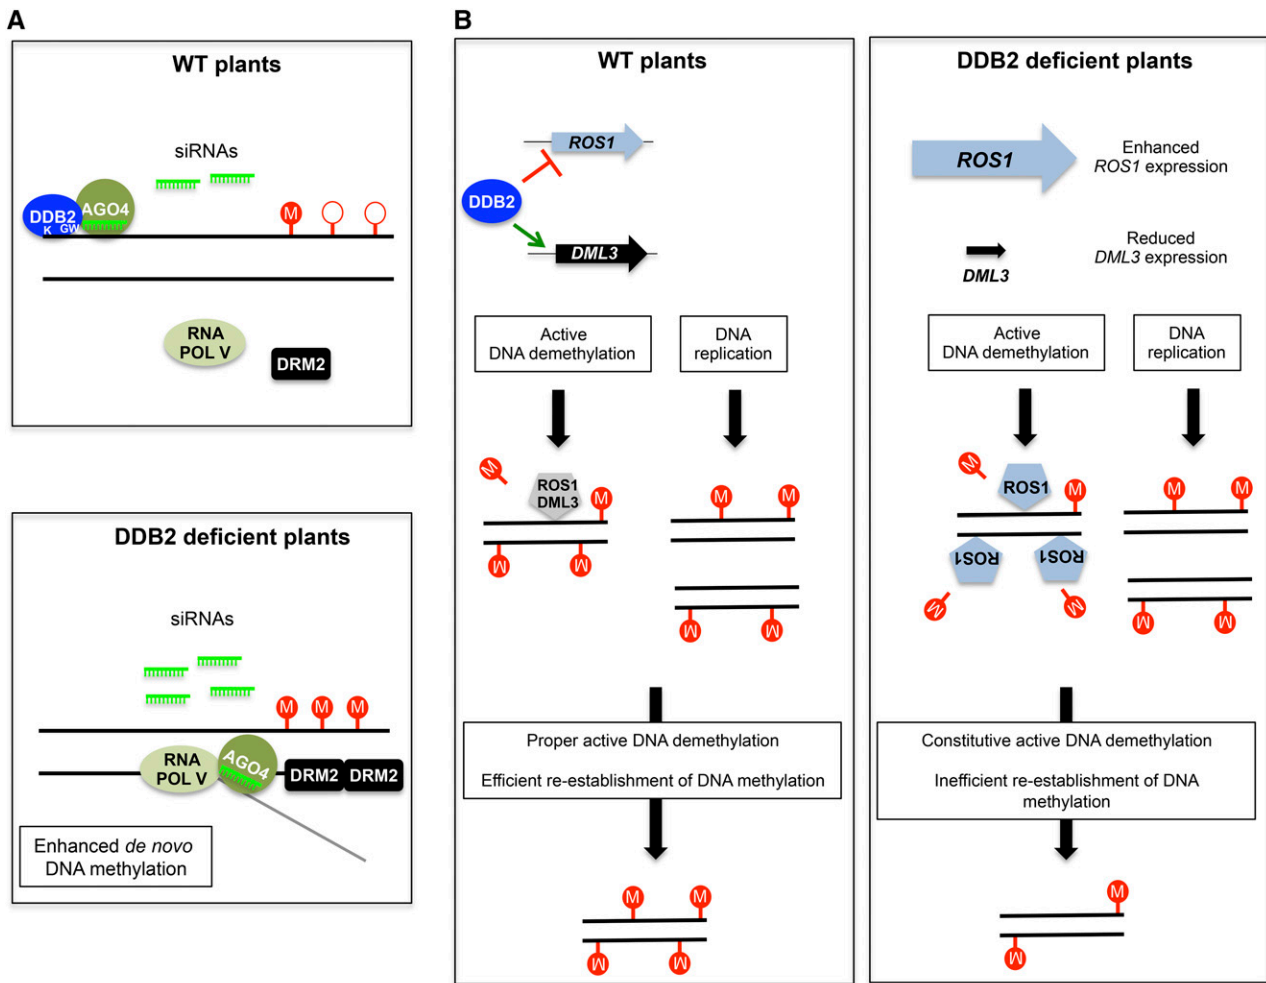 A
WT plants
siRNAs
DDB2
K GW
AGO4
M
RNA
POL V
DRM2
DDB2 deficient plants
siRNAs
M M M
RNA
POL V
AGO4
DRM2 DRM2
Enhanced de novo
DNA methylation
B
WT plants
ROS1
DDB2
DML3
Active
DNA demethylation
DNA
replication
M
ROS1
DML3
M
M M
M M
M M
Proper active DNA demethylation
Efficient re-establishment of DNA methylation
M M
M M
DDB2 deficient plants
ROS1
Enhanced
ROS1 expression
DML3
Reduced
DML3 expression
Active
DNA demethylation
DNA
replication
M
ROS1
M
ROS1 ROS1
M M
M M
M M
Constitutive active DNA demethylation
Inefficient re-establishment of DNA
methylation
M
M